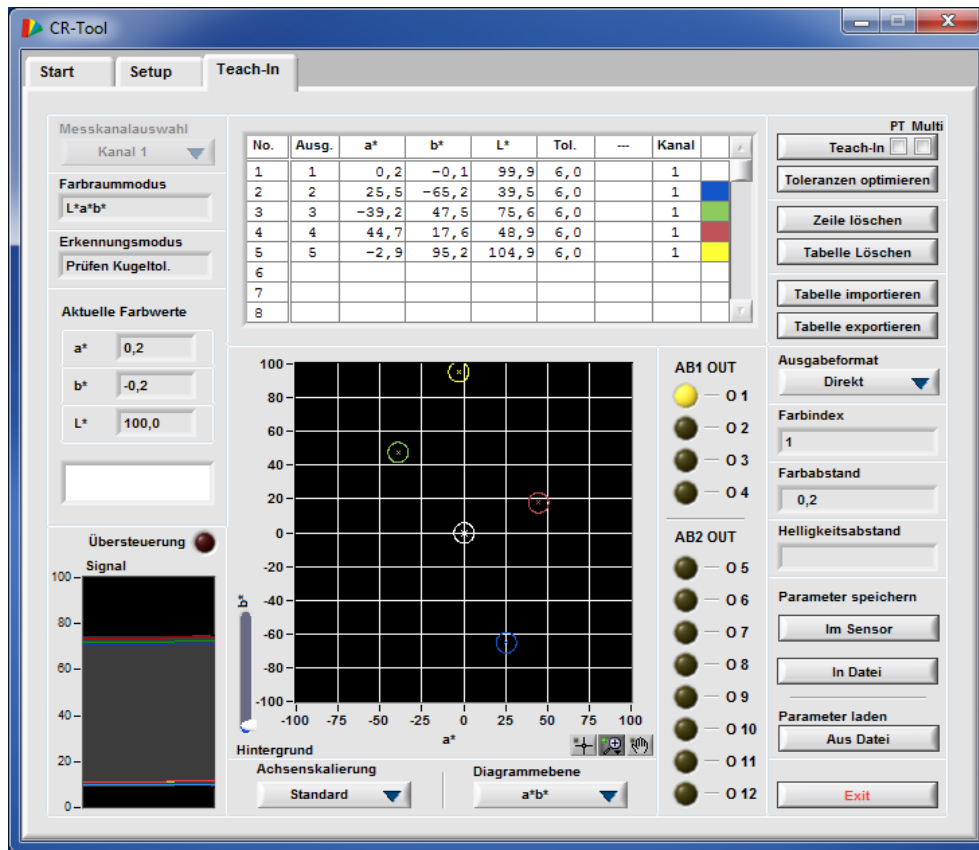 CR-Tool
Start Setup Teach-In
Messkanalauswahl
Kanal 1
Farbraummodus
L*a*b*
Erkennungsmodus
Prüfen Kugeltol.
Aktuelle Farbwerte
a* 0,2
b* -0,2
L* 100,0
Übersteuerung
Signal
100
80
60
40
20
0
No. Ausg. a* b* L* Tol. --- Kanal
1 1 0,2 -0,1 99,9 6,0 1
2 2 25,5 -65,2 39,5 6,0 1
3 3 -39,2 47,5 75,6 6,0 1
4 4 44,7 17,6 48,9 6,0 1
5 5 -2,9 95,2 104,9 6,0 1
6
7
8
100
80
60
40
20
0
-20
-40
-60
-80
-100
b*
-100 -75 -50 -25 0 25 50 75 100
a*
Hintergrund
Achsenskalierung
Standard
Diagrammebene
a*b*
AB1 OUT
O 1
O 2
O 3
O 4
AB2 OUT
O 5
O 6
O 7
O 8
O 9
O 10
O 11
O 12
PT Multi
Teach-In
Toleranzen optimieren
Zeile löschen
Tabelle Löschen
Tabelle importieren
Tabelle exportieren
Ausgabeformat
Direkt
Farbindex
1
Farbabstand
0,2
Helligkeitsabstand
Parameter speichern
Im Sensor
In Datei
Parameter laden
Aus Datei
Exit